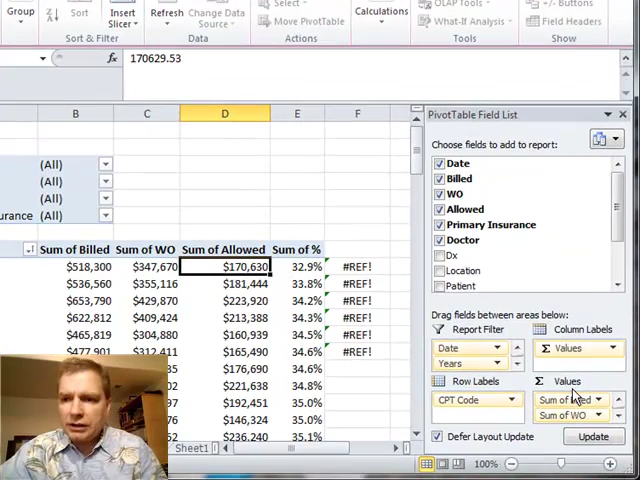 Group
Sort
Sort & Filter
Insert Slicer
Refresh
Change Data Source
Data
Select
Move PivotTable
Actions
Calculations
OLAP Tools
What-If Analysis
+/- Buttons
Field Headers
Show
fx 170629.53
B C D E F
(All)
(All)
(All)
urance (All)
Sum of Billed Sum of WO Sum of Allowed Sum of %
$518,300 $347,670 $170,630 32.9% #REF!
$536,560 $355,116 $181,444 33.8% #REF!
$653,790 $429,870 223,920 34.2% #REF!
$622,812 $409,424 213,388 34.3% #REF!
$465,819 $304,880 $160,939 34.5% #REF!
$477,901 $312,411 $165,490 34.6% #REF!
$221,638 34.8%
$192,451 35.0%
$146,324 35.0%
$236,240 35.1%
Sheet1
PivotTable Field List
Choose fields to add to report:
Date
Billed
WO
Allowed
Primary Insurance
Doctor
Dx
Location
Patient
Drag fields between areas below:
Report Filter
Column Labels
Date
Years
Σ Values
Row Labels
Σ Values
CPT Code
Sum of Billed
Sum of WO
Defer Layout Update
Update
100%